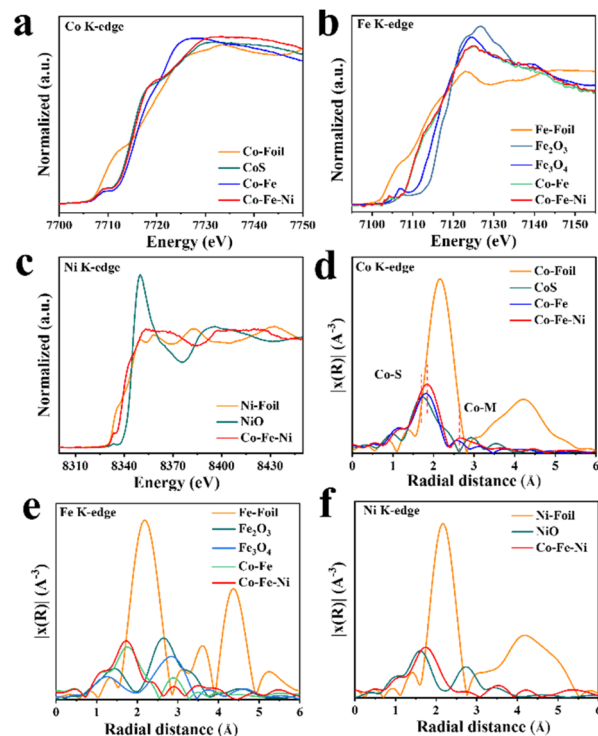 a
Co K-edge
Normalized (a.u.)
Co-Foil
CoS
Co-Fe
Co-Fe-Ni
7700 7710 7720 7730 7740 7750
Energy (eV)
b
Fe K-edge
Normalized (a.u.)
Fe-Foil
Fe₂O₃
Fe₃O₄
Co-Fe
Co-Fe-Ni
7100 7110 7120 7130 7140 7150
Energy (eV)
c
Ni K-edge
Normalized (a.u.)
Ni-Foil
NiO
Co-Fe-Ni
8310 8340 8370 8400 8430
Energy (eV)
d
Co K-edge
|x(R)| (A⁻³)
Co-Foil
CoS
Co-Fe
Co-Fe-Ni
Co-S
Co-M
0 1 2 3 4 5 6
Radial distance (Å)
e
Fe K-edge
|x(R)| (A⁻³)
Fe-Foil
Fe₂O₃
Fe₃O₄
Co-Fe
Co-Fe-Ni
0 1 2 3 4 5 6
Radial distance (Å)
f
Ni K-edge
|x(R)| (A⁻³)
Ni-Foil
NiO
Co-Fe-Ni
0 1 2 3 4 5 6
Radial distance (Å)